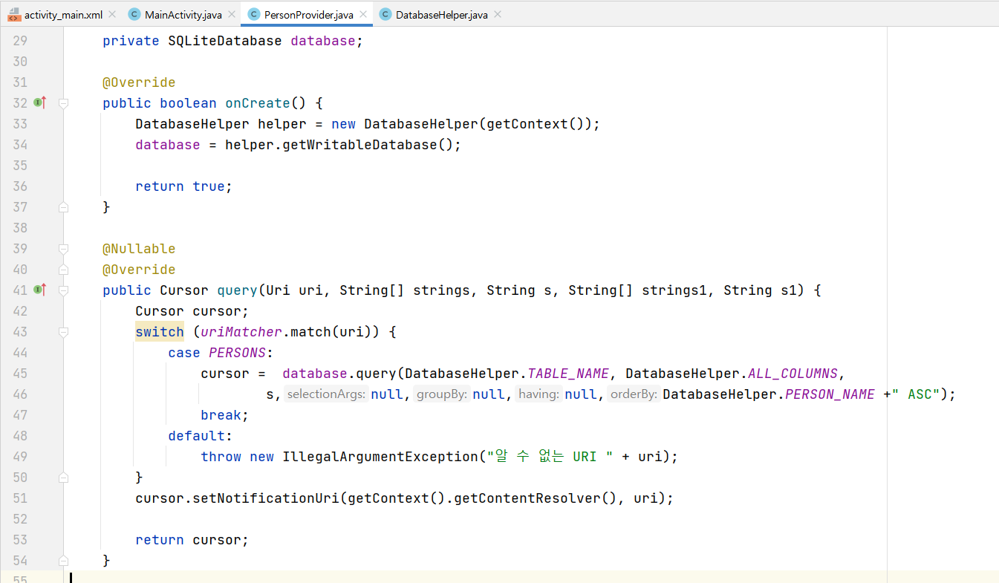 activity_main.xml MainActivity.java PersonProvider.java DatabaseHelper.java
29 private SQLiteDatabase database;
30
31 @Override
32 public boolean onCreate() {
33 DatabaseHelper helper = new DatabaseHelper(getContext());
34 database = helper.getWritableDatabase();
35
36 return true;
37 }
38
39 @Nullable
40 @Override
41 public Cursor query(Uri uri, String[] strings, String s, String[] strings1, String s1) {
42 Cursor cursor;
43 switch (uriMatcher.match(uri)) {
44 case PERSONS:
45 cursor =  database.query(DatabaseHelper.TABLE_NAME, DatabaseHelper.ALL_COLUMNS,
46 s, selectionArgs: null, groupBy: null, having: null, orderBy: DatabaseHelper.PERSON_NAME +" ASC");
47 break;
48 default:
49 throw new IllegalArgumentException("알 수 없는 URI " + uri);
50 }
51 cursor.setNotificationUri(getContext().getContentResolver(), uri);
52
53 return cursor;
54 }
55